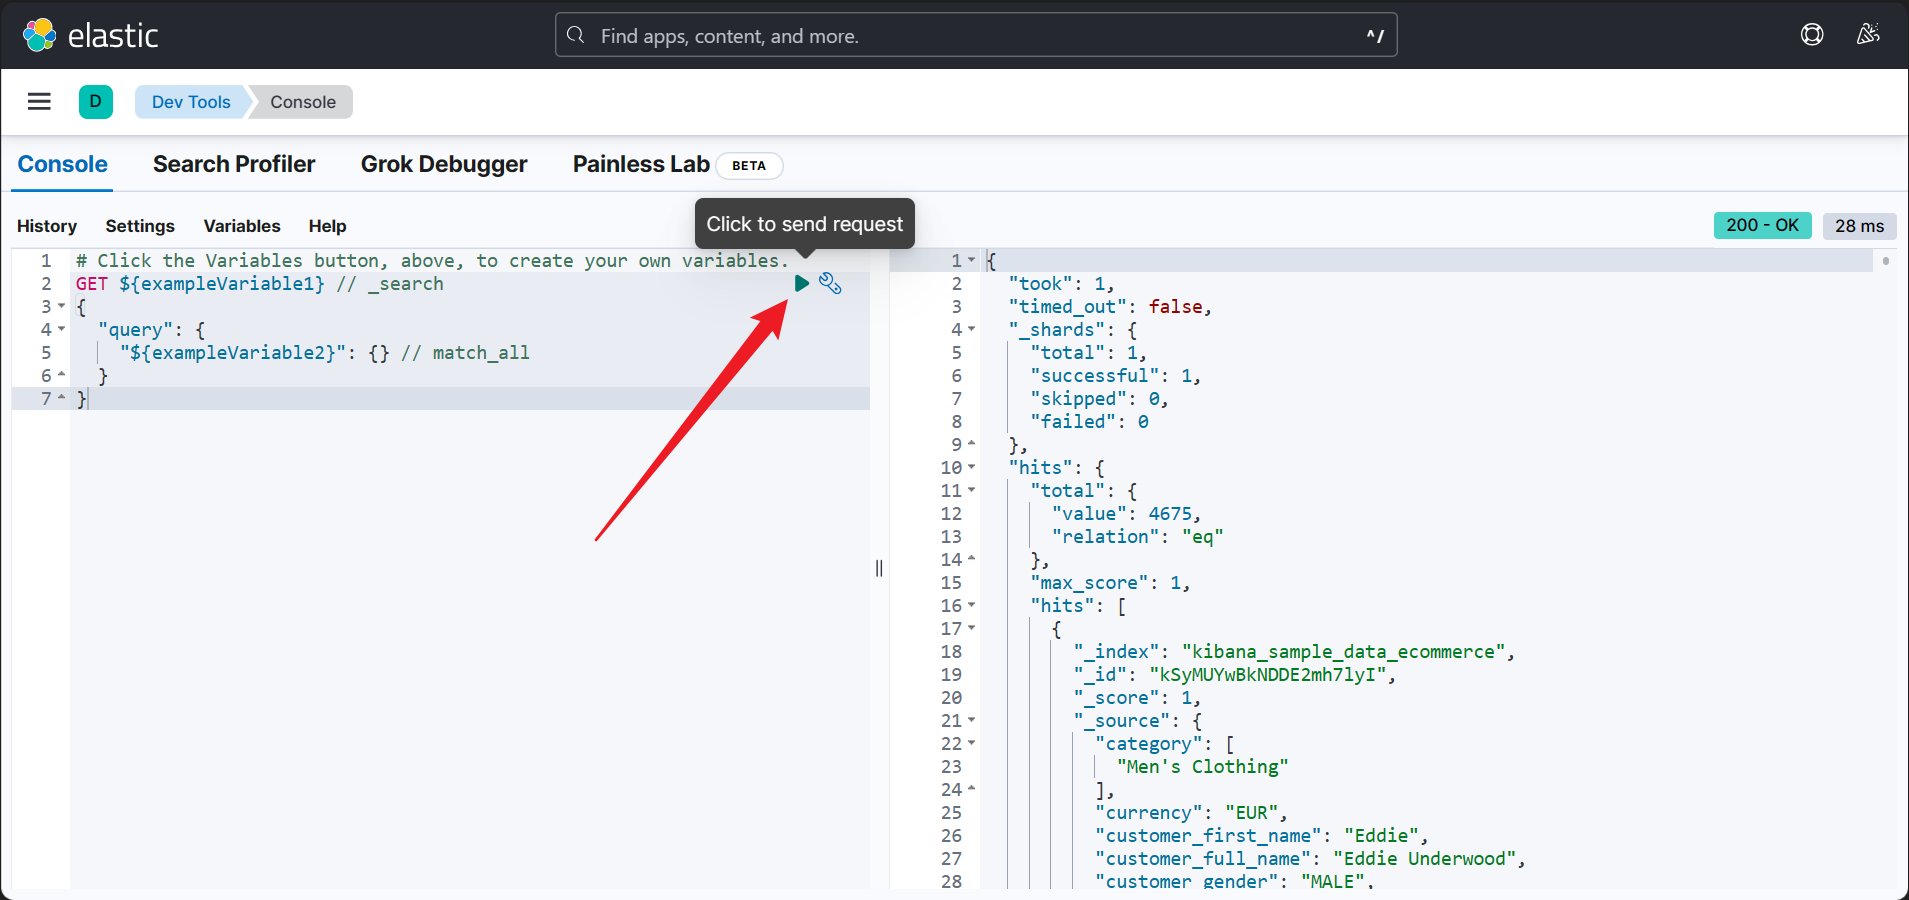 elastic
Find apps, content, and more.
^/
D
Dev Tools
Console
Console
Search Profiler
Grok Debugger
Painless Lab
BETA
History
Settings
Variables
Help
Click to send request
200 - OK
28 ms
1 # Click the Variables button, above, to create your own variables.
2 GET ${exampleVariable1} // _search
3 {
4 "query": {
5 "${exampleVariable2}": {} // match_all
6 }
7 }
1 {
2 "took": 1,
3 "timed_out": false,
4 "_shards": {
5 "total": 1,
6 "successful": 1,
7 "skipped": 0,
8 "failed": 0
9 },
10 "hits": {
11 "total": {
12 "value": 4675,
13 "relation": "eq"
14 },
15 "max_score": 1,
16 "hits": [
17 {
18 "_index": "kibana_sample_data_ecommerce",
19 "_id": "kSyMUYwBkNDDE2mh7lyI",
20 "_score": 1,
21 "_source": {
22 "category": [
23 "Men's Clothing"
24 ],
25 "currency": "EUR",
26 "customer_first_name": "Eddie",
27 "customer_full_name": "Eddie Underwood",
28 "customer_gender": "MALE",